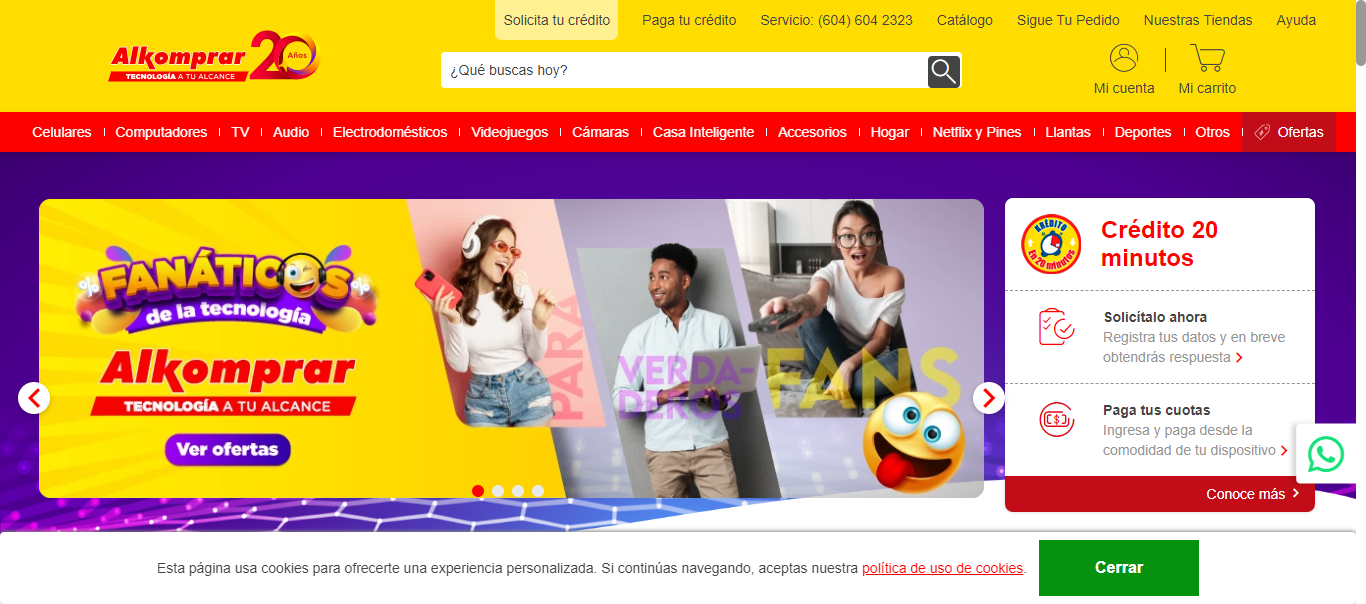 Solicita tu crédito Paga tu crédito Servicio: (604) 604 2323 Catálogo Sigue Tu Pedido Nuestras Tiendas Ayuda
Alkomprar 20 Años
TECNOLOGÍA A TU ALCANCE
¿Qué buscas hoy?
Mi cuenta Mi carrito
Celulares Computadores TV Audio Electrodomésticos Videojuegos Cámaras Casa Inteligente Accesorios Hogar Netflix y Pines Llantas Deportes Otros Ofertas
% FANÁTICOS %
de la tecnología
Alkomprar
TECNOLOGÍA A TU ALCANCE
Ver ofertas
PARA
VERDA-
DEROS
FANS
KRÉDITO
En 20 minutos
Crédito 20
minutos
Solicítalo ahora
Registra tus datos y en breve
obtendrás respuesta
Paga tus cuotas
Ingresa y paga desde la
comodidad de tu dispositivo
Conoce más
Esta página usa cookies para ofrecerte una experiencia personalizada. Si continúas navegando, aceptas nuestra política de uso de cookies.
Cerrar